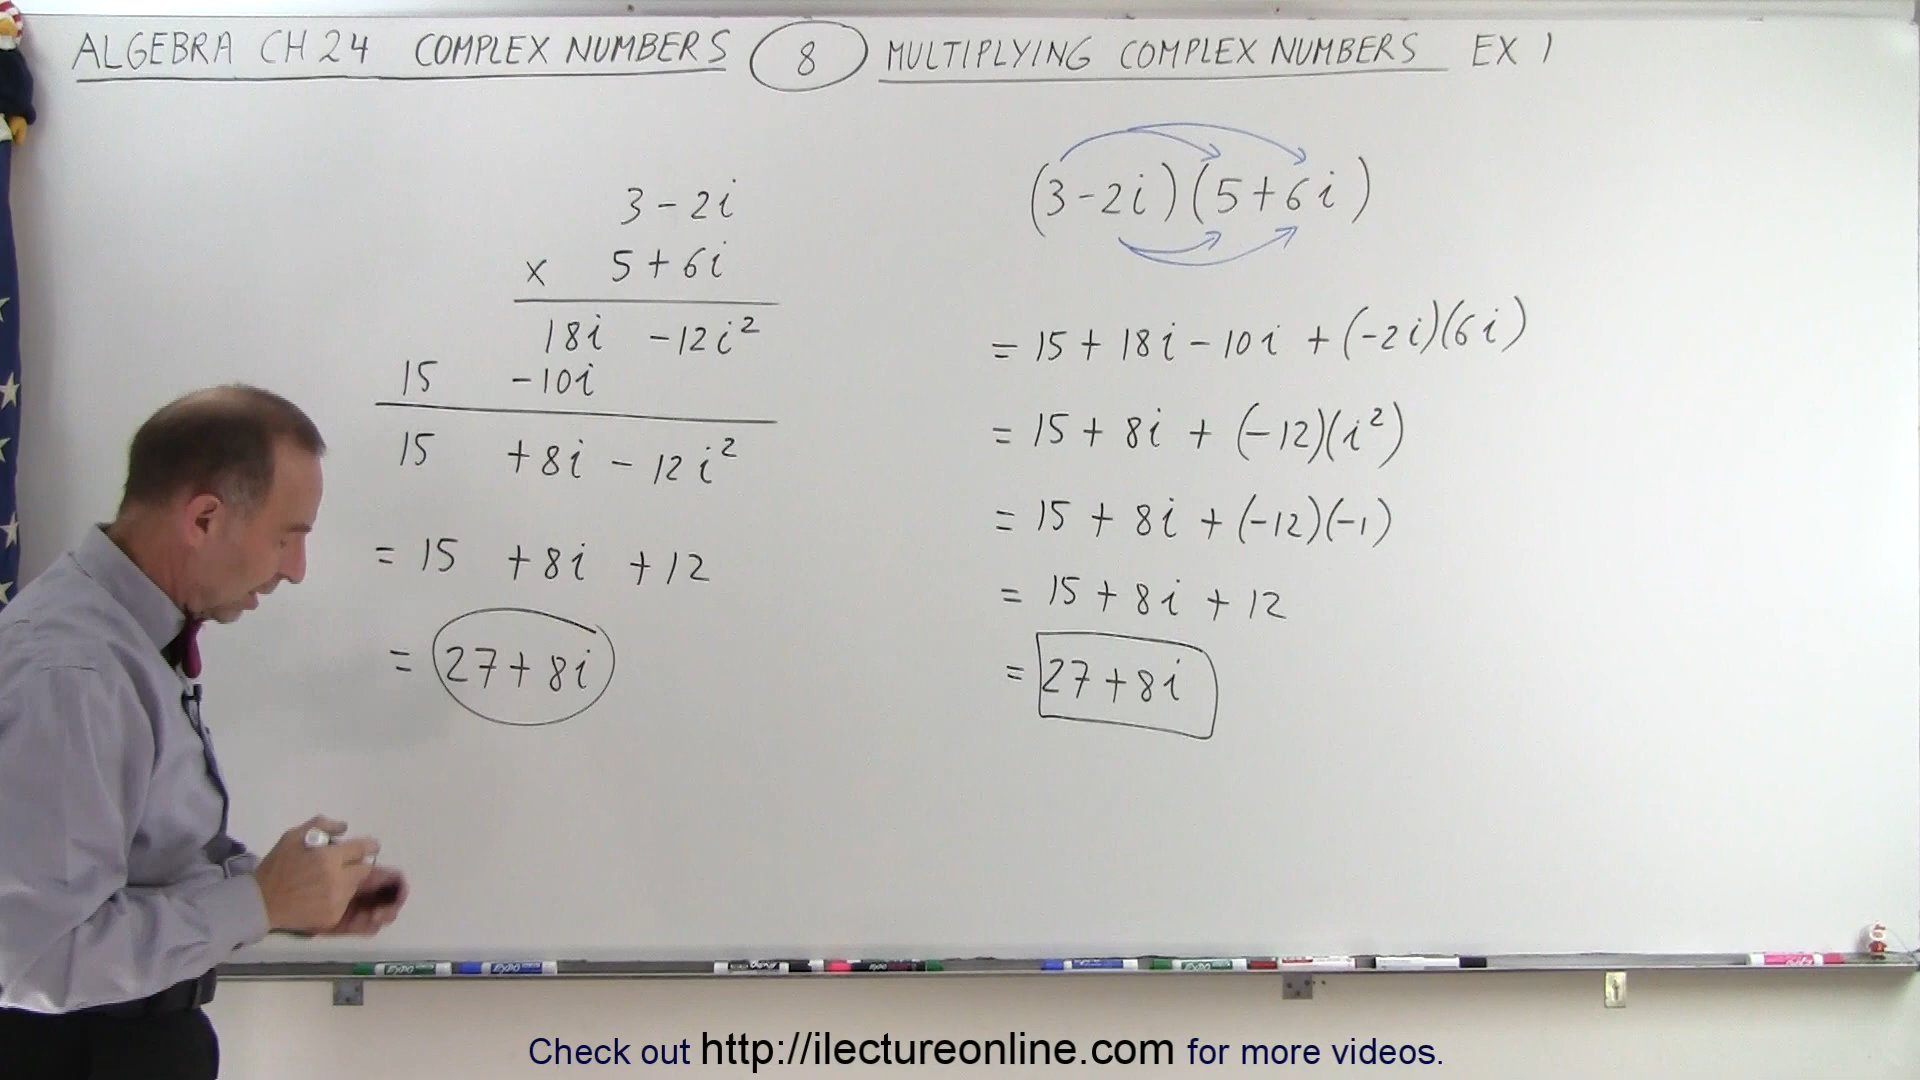 ALGEBRA CH 24 COMPLEX NUMBERS 8 MULTIPLYING COMPLEX NUMBERS EX 1
3 - 2i
x 5 + 6i
18i - 12i²
15 - 10i
15 + 8i - 12i²
= 15 + 8i + 12
= 27 + 8i
(3 - 2i)(5 + 6i)
= 15 + 18i - 10i + (-2i)(6i)
= 15 + 8i + (-12)(i²)
= 15 + 8i + (-12)(-1)
= 15 + 8i + 12
= 27 + 8i
Check out http://ilectureonline.com for more videos.